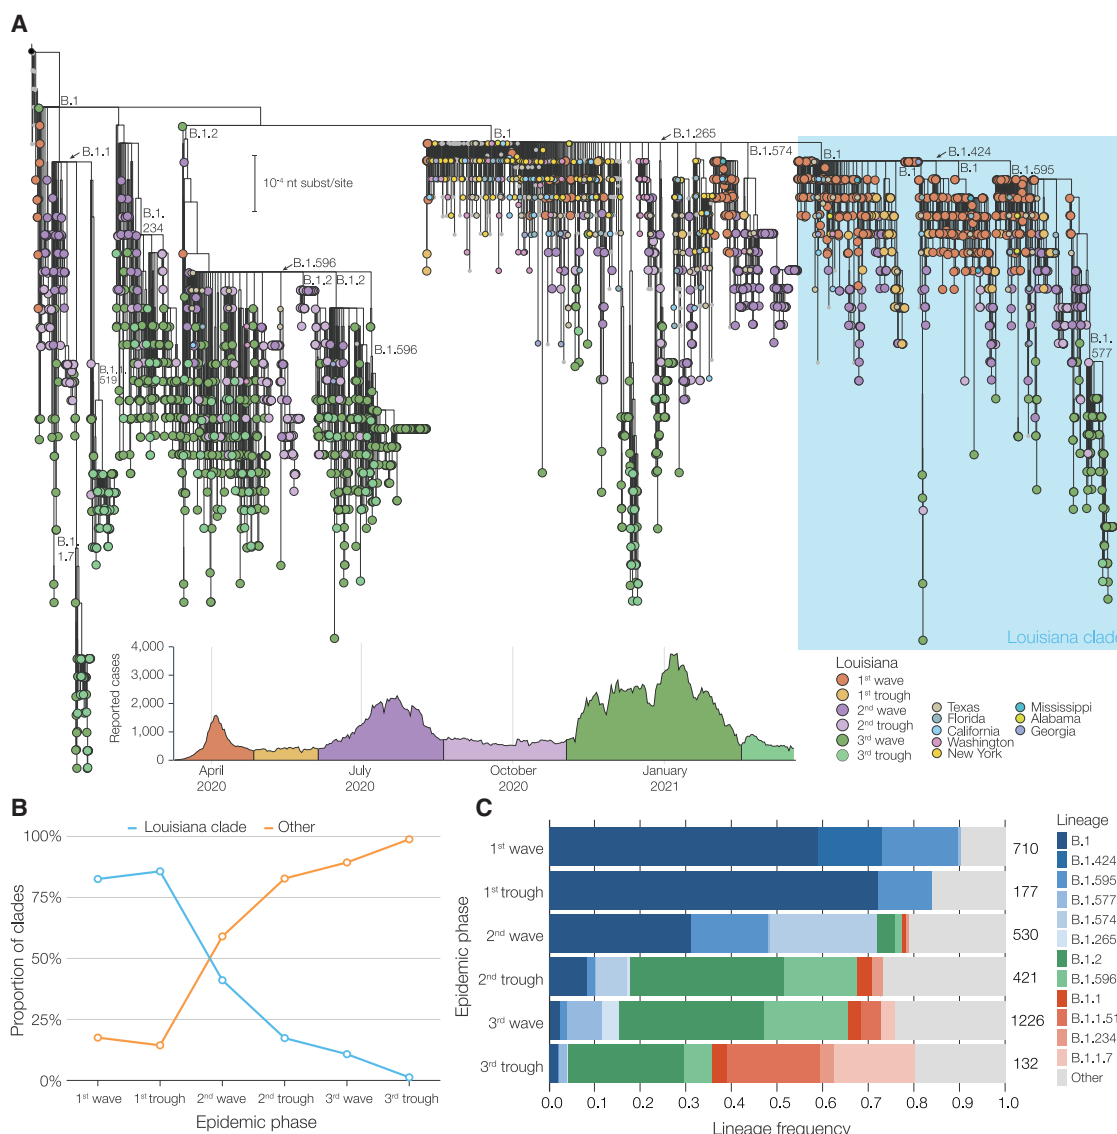 A
B.1
B.1.2
B.1
B.1.265
B.1.574
B.1
B.1.424
B.1
B.1
B.1.595
B.1.1
10⁻⁴ nt subst/site
B.1.
234
B.1.596
B.1.2
B.1.2
B.1.596
B.1.1.
519
B.1.
577
B.1.
1.7
Louisiana clade
Reported cases
4,000
3,000
2,000
1,000
0
April
2020
July
2020
October
2020
January
2021
Louisiana
1st wave
1st trough
2nd wave
2nd trough
3rd wave
3rd trough
Texas
Florida
California
Washington
New York
Mississippi
Alabama
Georgia
B
Louisiana clade
Other
Proportion of clades
100%
75%
50%
25%
0%
1st wave
1st trough
2nd wave
2nd trough
3rd wave
3rd trough
Epidemic phase
C
Epidemic phase
1st wave 710
1st trough 177
2nd wave 530
2nd trough 421
3rd wave 1226
3rd trough 132
0.0 0.1 0.2 0.3 0.4 0.5 0.6 0.7 0.8 0.9 1.0
Lineage frequency
Lineage
B.1
B.1.424
B.1.595
B.1.577
B.1.574
B.1.265
B.1.2
B.1.596
B.1.1
B.1.1.51
B.1.234
B.1.1.7
Other